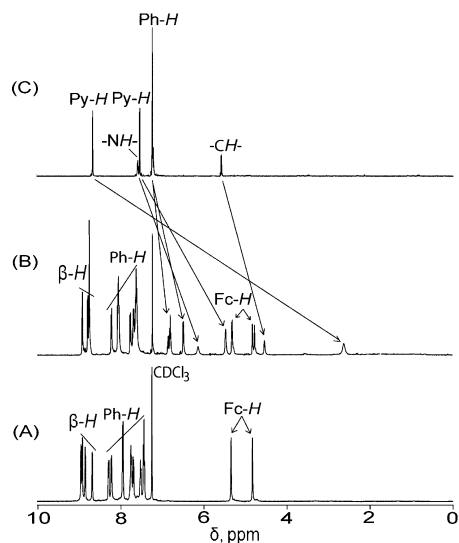 Ph-H
(C)
Py-H
Py-H
-NH-
-CH-
(B)
β-H
Ph-H
Fc-H
CDCl3
(A)
β-H
Ph-H
Fc-H
10
8
6
4
2
0
δ, ppm